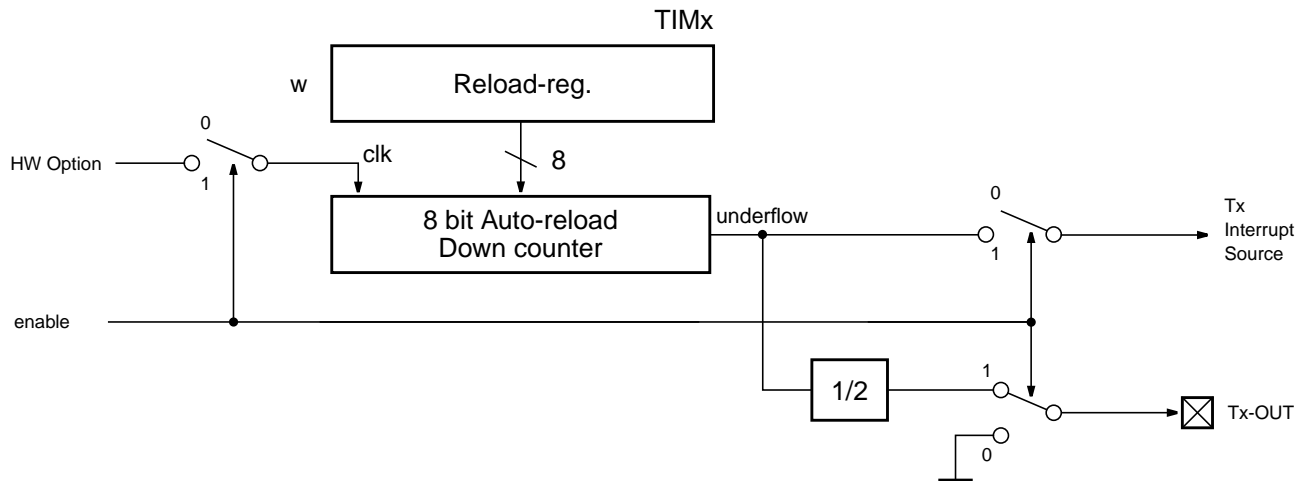 TIMx
w
Reload-reg.
0
HW Option
1
clk
8
8 bit Auto-reload
Down counter
underflow
0
1
Tx
Interrupt
Source
enable
1/2
1
0
Tx-OUT